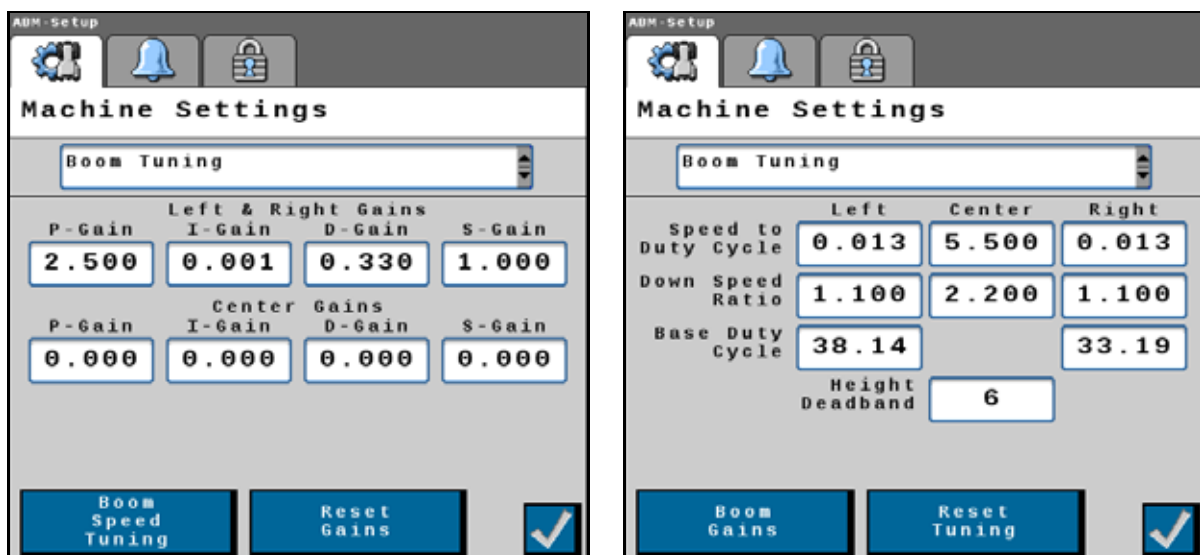 ABM-Setup
Machine Settings
Boom Tuning
Left & Right Gains
P-Gain I-Gain D-Gain S-Gain
2.500 0.001 0.330 1.000
Center Gains
P-Gain I-Gain D-Gain S-Gain
0.000 0.000 0.000 0.000
Boom
Speed
Tuning
Reset
Gains
ABM-Setup
Machine Settings
Boom Tuning
Left Center Right
Speed to
Duty Cycle
0.013 5.500 0.013
Down Speed
Ratio
1.100 2.200 1.100
Base Duty
Cycle
38.14 33.19
Height
Deadband
6
Boom
Gains
Reset
Tuning